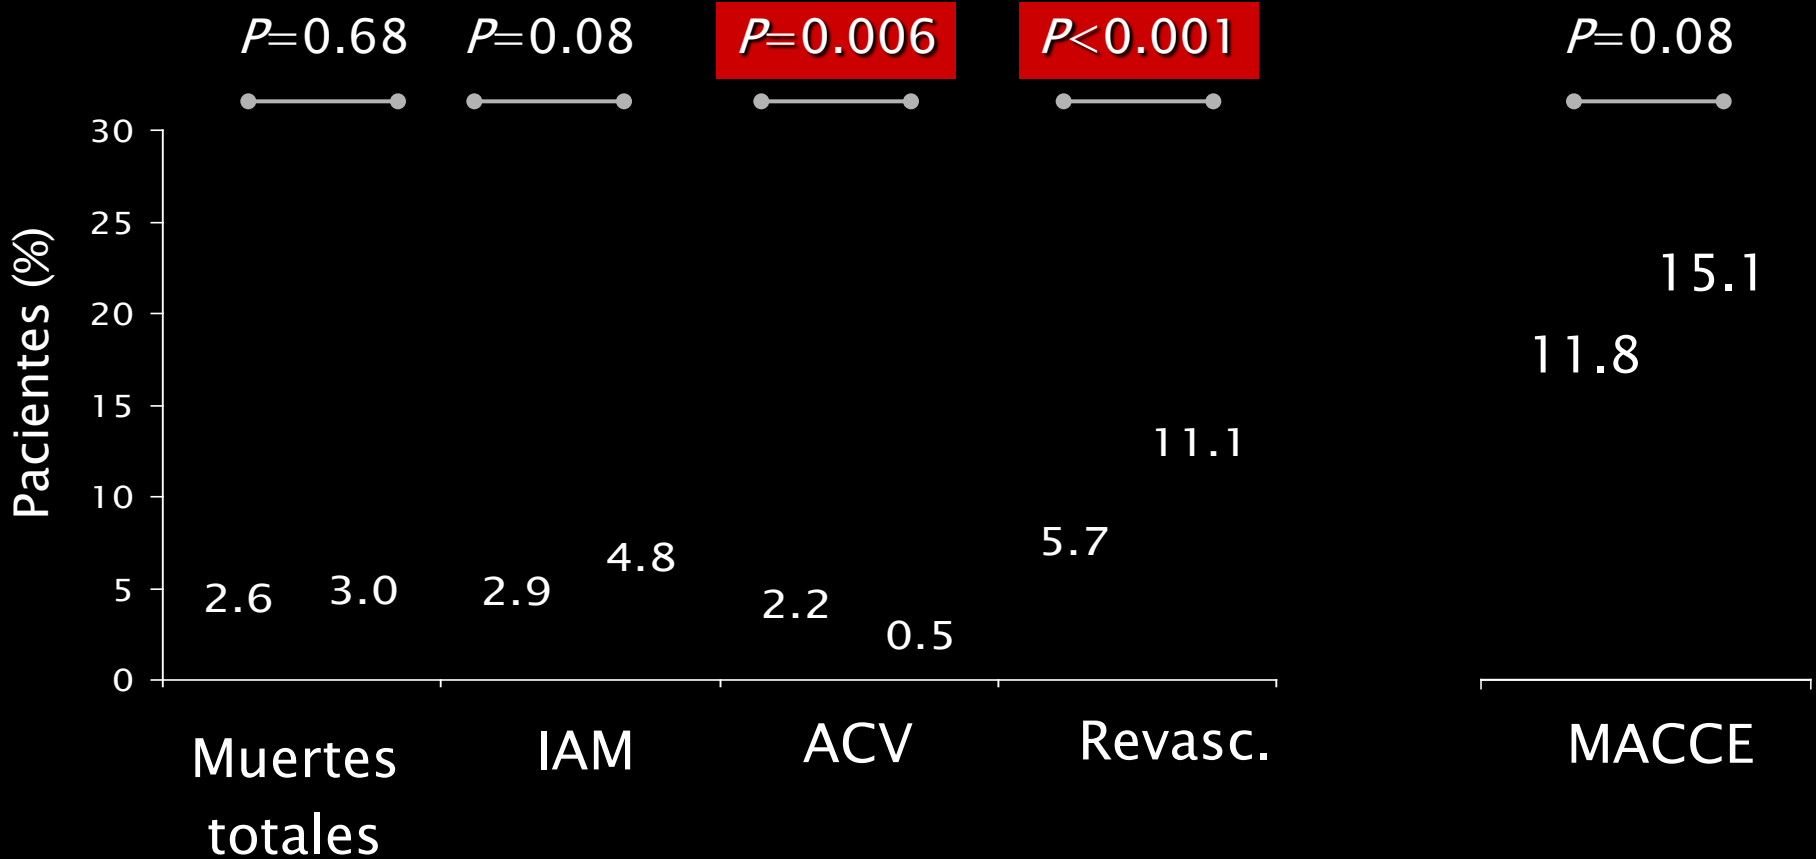 P=0.68 P=0.08 P=0.006 P<0.001 P=0.08
Pacientes (%)
30
25
20
15
10
5
0
2.6 3.0 2.9 4.8 2.2 0.5 5.7 11.1 11.8 15.1
Muertes
totales
IAM
ACV
Revasc.
MACCE